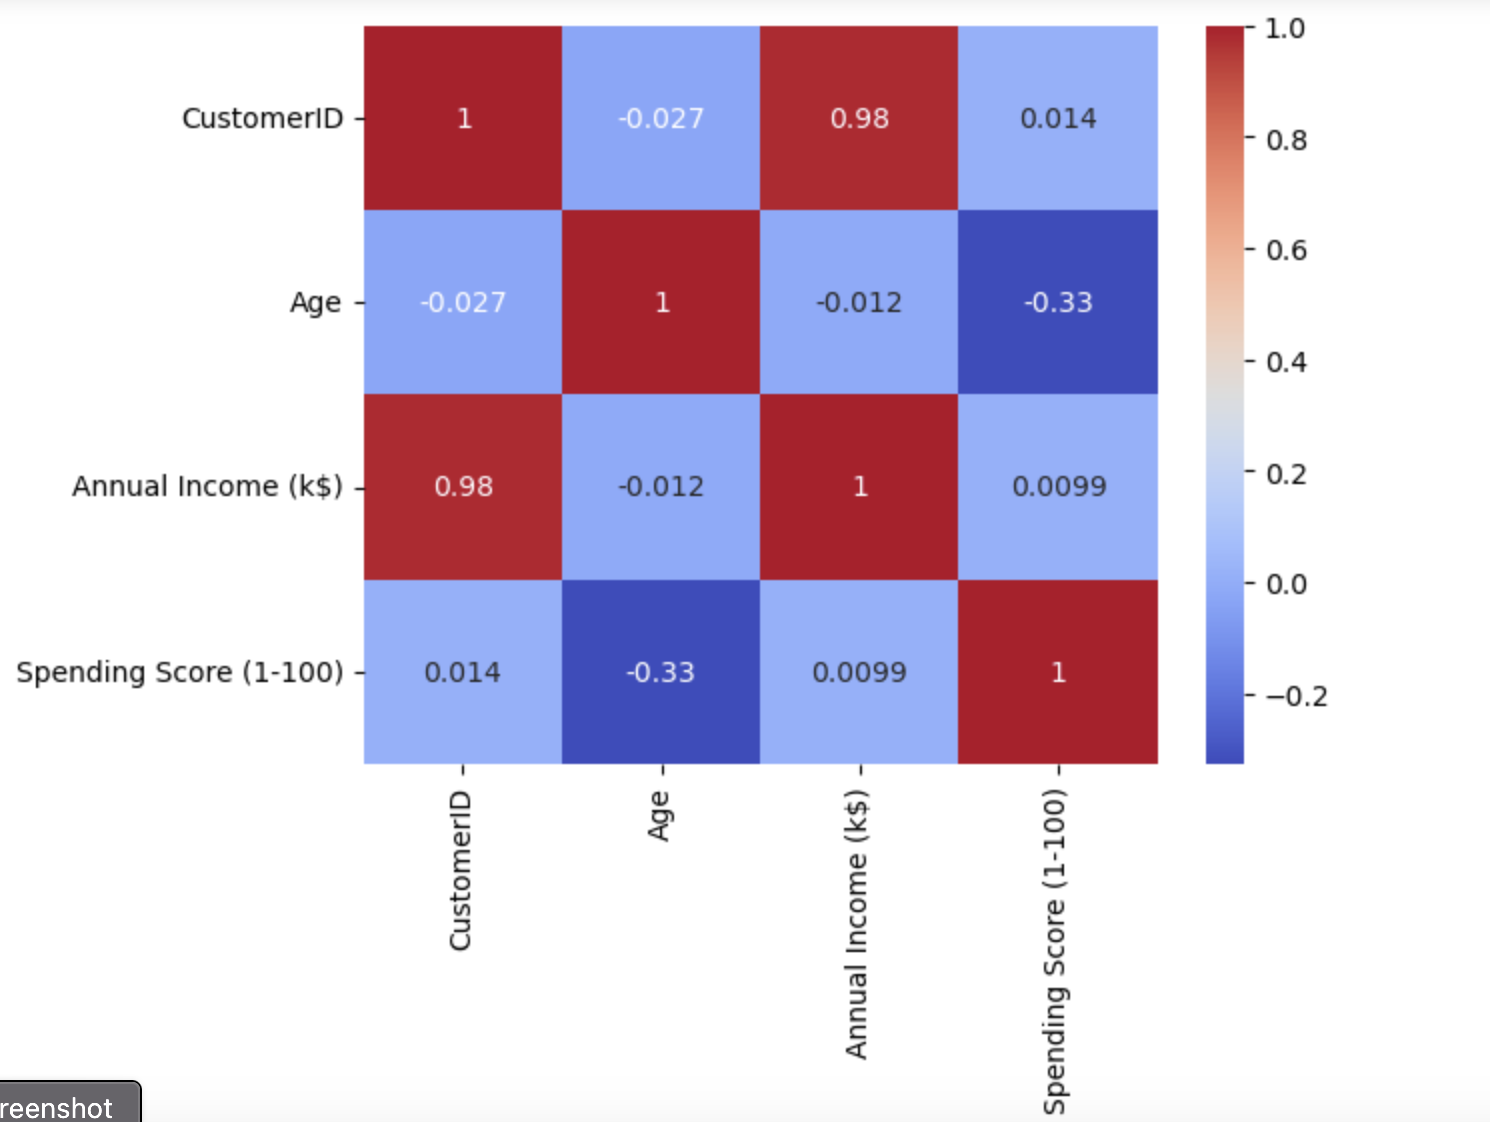 CustomerID
1
-0.027
0.98
0.014
Age
-0.027
1
-0.012
-0.33
Annual Income (k$)
0.98
-0.012
1
0.0099
Spending Score (1-100)
0.014
-0.33
0.0099
1
CustomerID
Age
Annual Income (k$)
Spending Score (1-100)
1.0
0.8
0.6
0.4
0.2
0.0
−0.2
reenshot